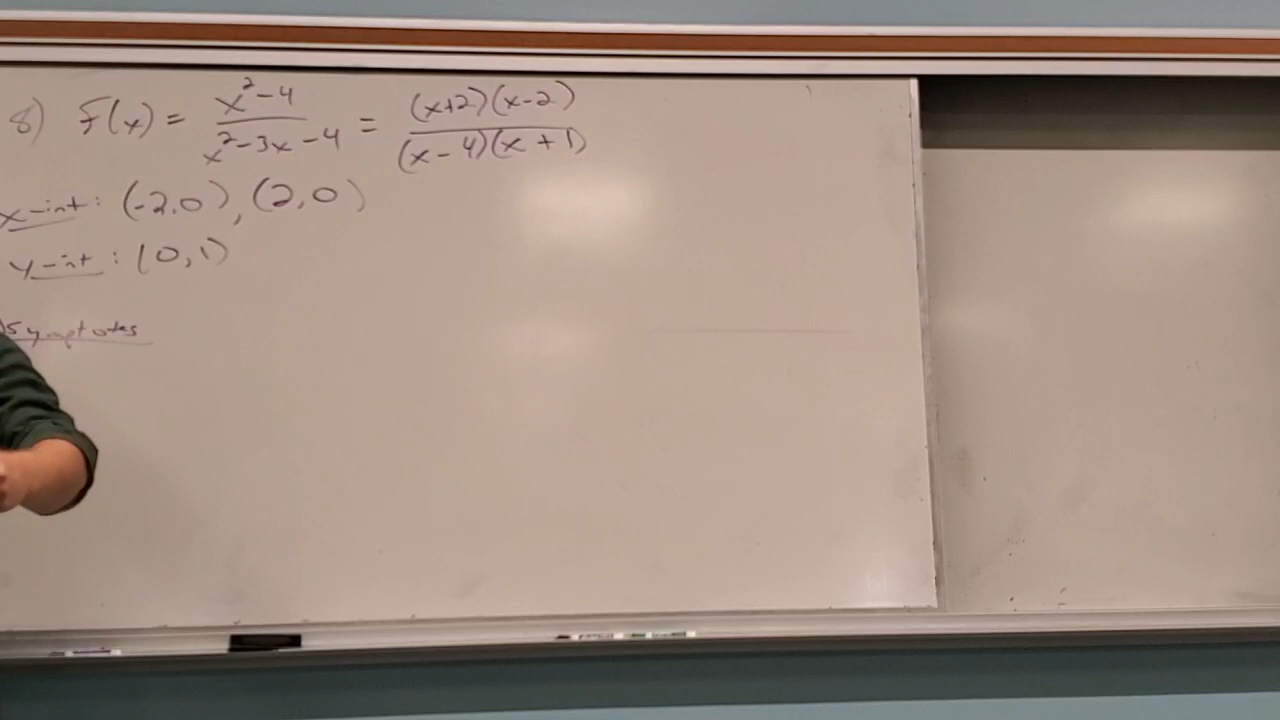 8) f(x) = x²-4 / x²-3x-4 = (x+2)(x-2) / (x-4)(x+1)
x-int: (-2,0), (2,0)
y-int: (0,1)
Asymptotes